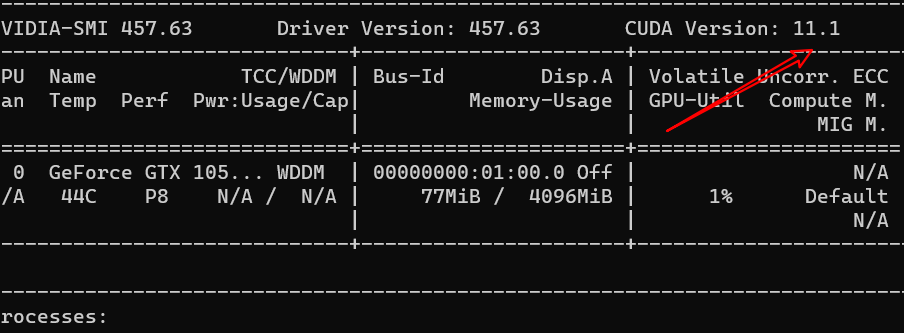 VIDIA-SMI 457.63 Driver Version: 457.63 CUDA Version: 11.1
PU Name TCC/WDDM | Bus-Id Disp.A | Volatile Uncorr. ECC
an Temp Perf Pwr:Usage/Cap| Memory-Usage | GPU-Util Compute M.
| | MIG M.
0 GeForce GTX 105... WDDM | 00000000:01:00.0 Off | N/A
/A 44C P8 N/A / N/A | 77MiB / 4096MiB | 1% Default
| | N/A
rocesses: